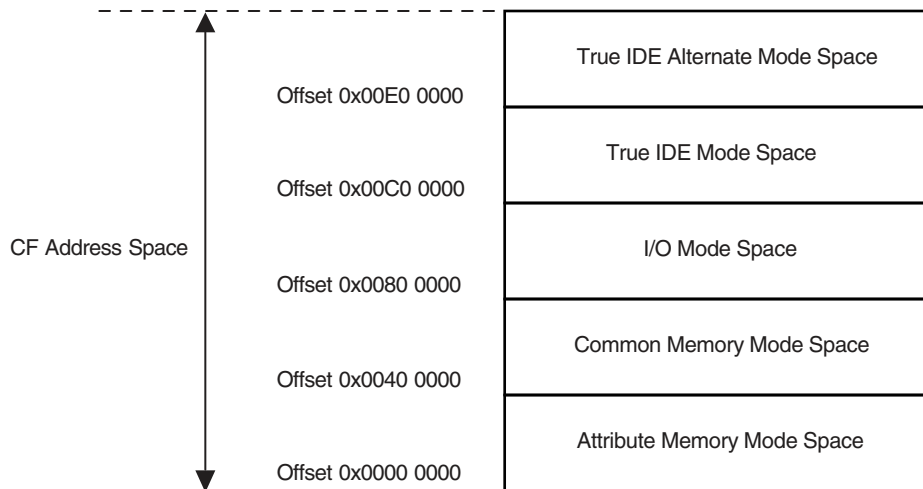 True IDE Alternate Mode Space
Offset 0x00E0 0000
True IDE Mode Space
Offset 0x00C0 0000
I/O Mode Space
CF Address Space
Offset 0x0080 0000
Common Memory Mode Space
Offset 0x0040 0000
Attribute Memory Mode Space
Offset 0x0000 0000